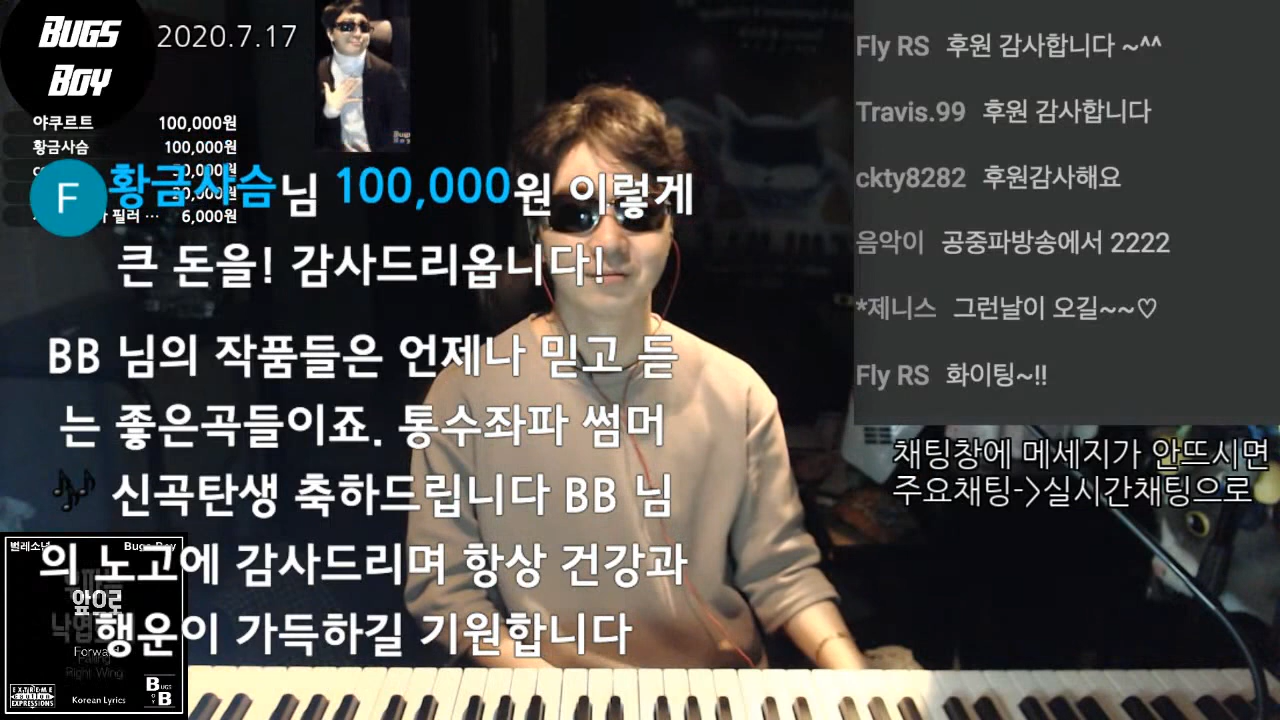 BUGS
BOY
2020.7.17
Bugs
야쿠르트 100,000원
황금사슴 100,000원
필러 … 6,000원
F
황금사슴님 100,000원 이렇게
큰 돈을! 감사드리옵니다!
BB 님의 작품들은 언제나 믿고 듣
는 좋은곡들이죠. 통수좌파 썸머
🎶 신곡탄생 축하드립니다 BB 님
의 노고에 감사드리며 항상 건강과
행운이 가득하길 기원합니다
Fly RS 후원 감사합니다 ~^^
Travis.99 후원 감사합니다
ckty8282 후원감사해요
음악이 공중파방송에서 2222
*제니스 그런날이 오길~~♡
Fly RS 화이팅~!!
채팅창에 메세지가 안뜨시면
주요채팅->실시간채팅으로
벌레소년 Bugs Boy
앞으로
Forward
Falling
Right Wing
EXTREME
CAUTION
EXPRESSIONS
Korean Lyrics
BUGS
BOY